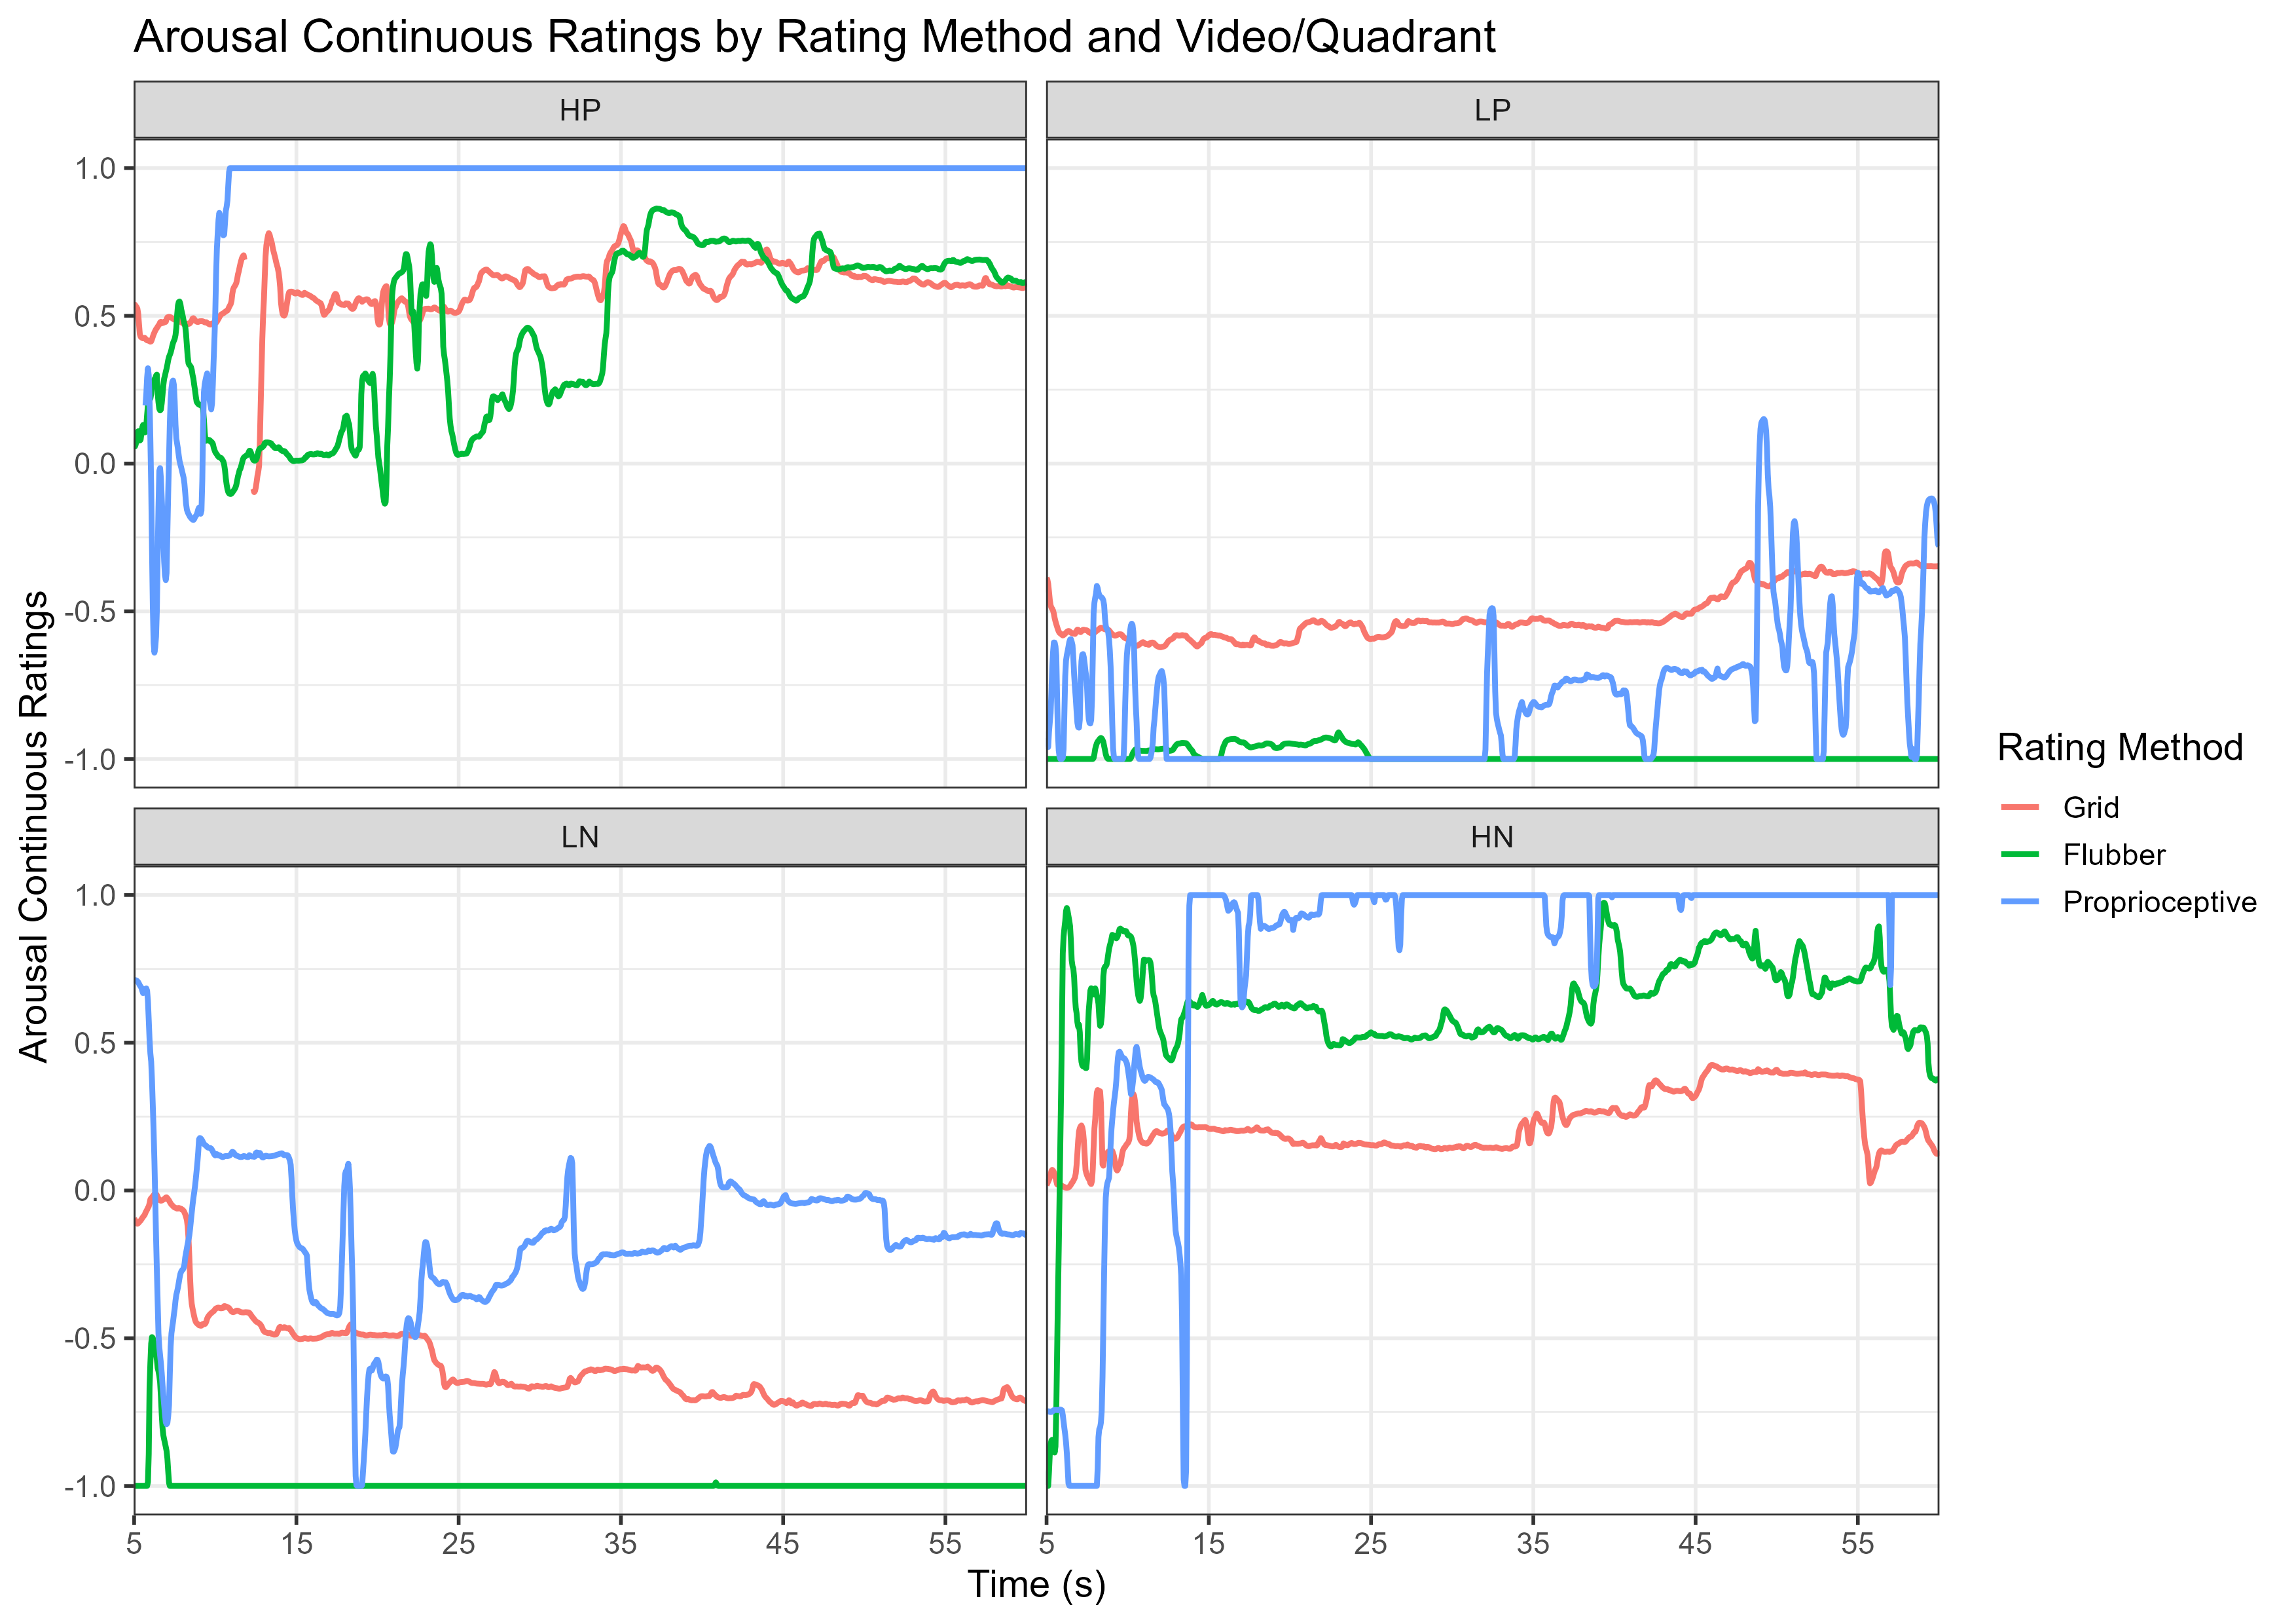 Arousal Continuous Ratings by Rating Method and Video/Quadrant
HP
LP
1.0
0.5
0.0
-0.5
-1.0
LN
HN
1.0
0.5
0.0
-0.5
-1.0
5 15 25 35 45 55
5 15 25 35 45 55
Time (s)
Arousal Continuous Ratings
Rating Method
Grid
Flubber
Proprioceptive